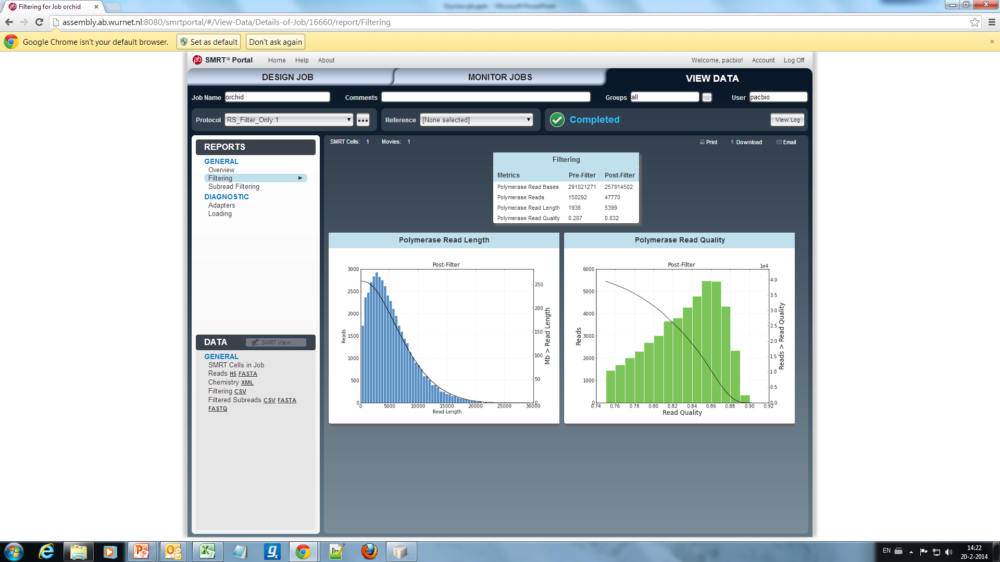 Filtering for Job orchid
assembly.ab.wurnet.nl:8080/smrtportal/#/View-Data/Details-of-Job/16660/report/Filtering
Google Chrome isn't your default browser. Set as default Don't ask again
SMRT® Portal Home Help About Welcome, pacbio! Account Log Off
DESIGN JOB MONITOR JOBS VIEW DATA
Job Name orchid Comments Groups all ... User pacbio
Protocol RS_Filter_Only.1 ... Reference [None selected] Completed View Log
REPORTS
GENERAL
Overview
Filtering
Subread Filtering
DIAGNOSTIC
Adapters
Loading
DATA SMRT View...
GENERAL
SMRT Cells in Job
Reads H5 FASTA
Chemistry XML
Filtering CSV
Filtered Subreads CSV FASTA
FASTQ
SMRT Cells: 1 Movies: 1 Print Download Email
Filtering
Metrics Pre-Filter Post-Filter
Polymerase Read Bases 291021271 257914502
Polymerase Reads 150292 47770
Polymerase Read Length 1936 5399
Polymerase Read Quality 0.287 0.832
Polymerase Read Length
Post-Filter
3000
2500
2000
1500
1000
500
0
Reads
250
200
150
100
50
0
Mb > Read Length
0 5000 10000 15000 20000 25000 30000
Read Length
Polymerase Read Quality
Post-Filter
1e4
6000
5000
4000
3000
2000
1000
0
Reads
4.0
3.5
3.0
2.5
2.0
1.5
1.0
0.5
0.0
Reads > Read Quality
0.74 0.76 0.78 0.80 0.82 0.84 0.86 0.88 0.90 0.92
Read Quality
EN 14:22
20-2-2014